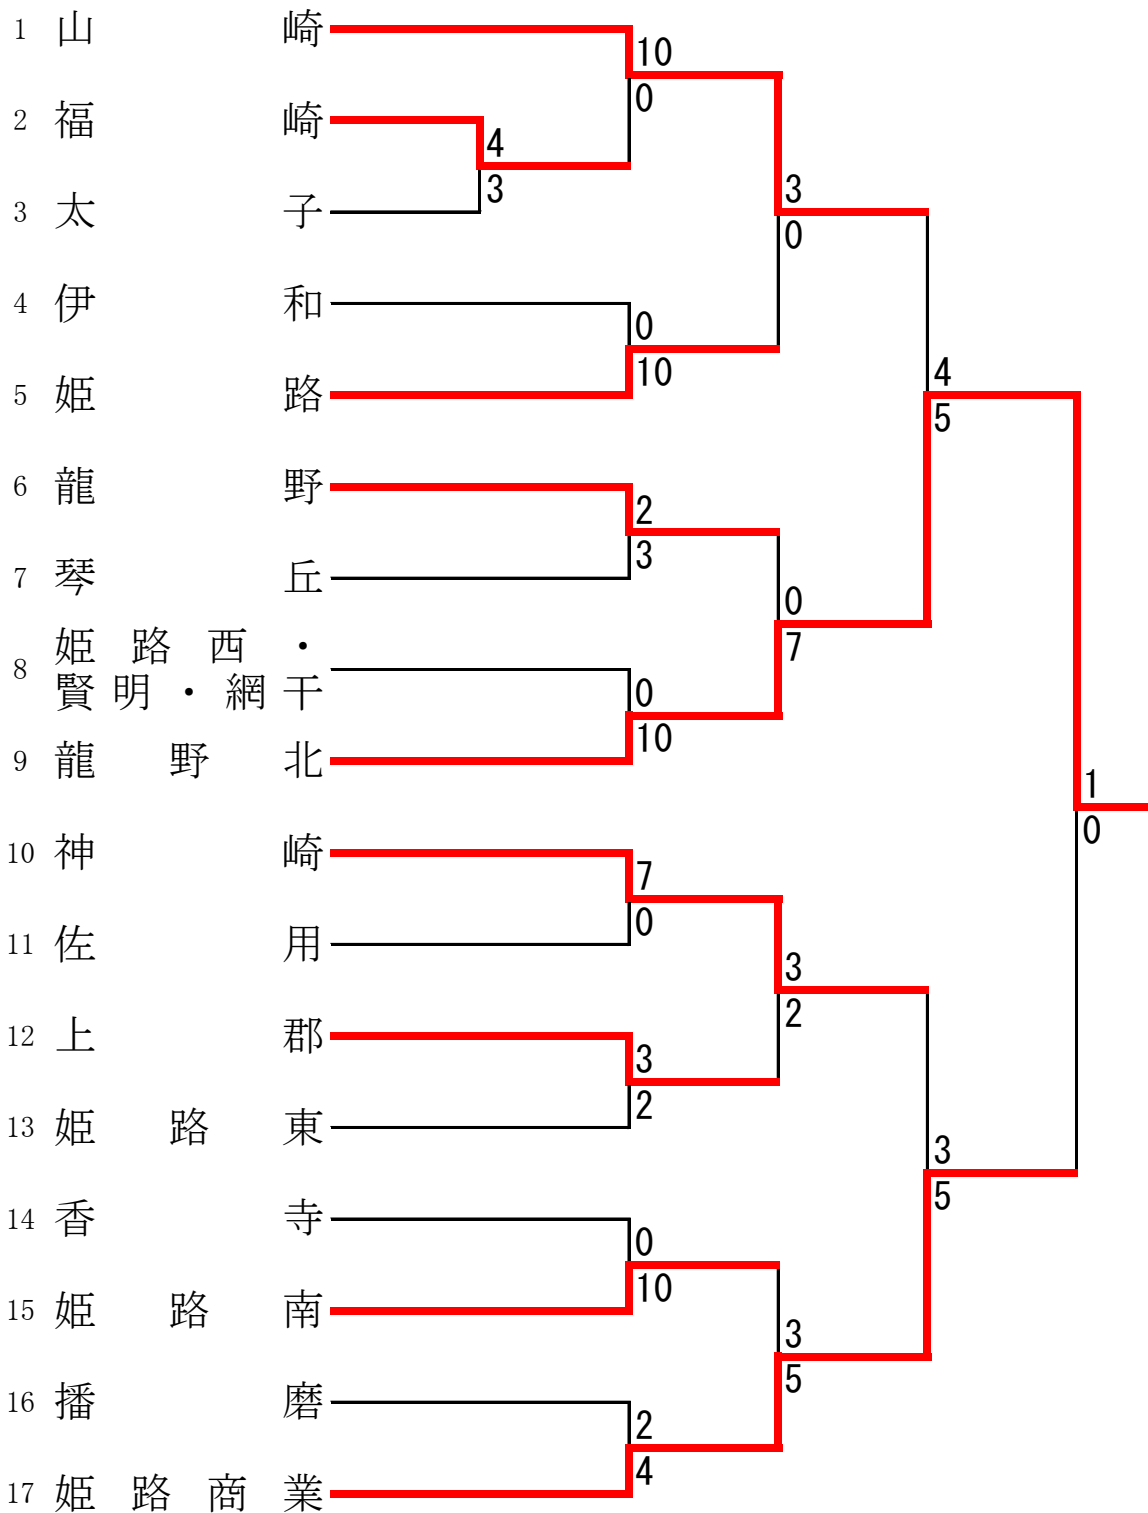 1 山崎
10
0
2 福崎
4
3
3 太子
3
0
4 伊和
0
10
5 姫路
4
5
6 龍野
2
3
7 琴丘
0
7
8 姫路西・
賢明・網干
0
10
9 龍野北
1
0
10 神崎
7
0
11 佐用
3
2
12 上郡
3
2
13 姫路東
3
5
14 香寺
0
10
15 姫路南
3
5
16 播磨
2
4
17 姫路商業